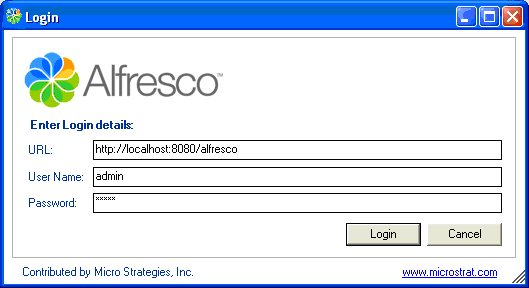 Login
Alfresco™
Enter Login details:
URL: http://localhost:8080/alfresco
User Name: admin
Password: *****
Login Cancel
Contributed by Micro Strategies, Inc. www.microstrat.com